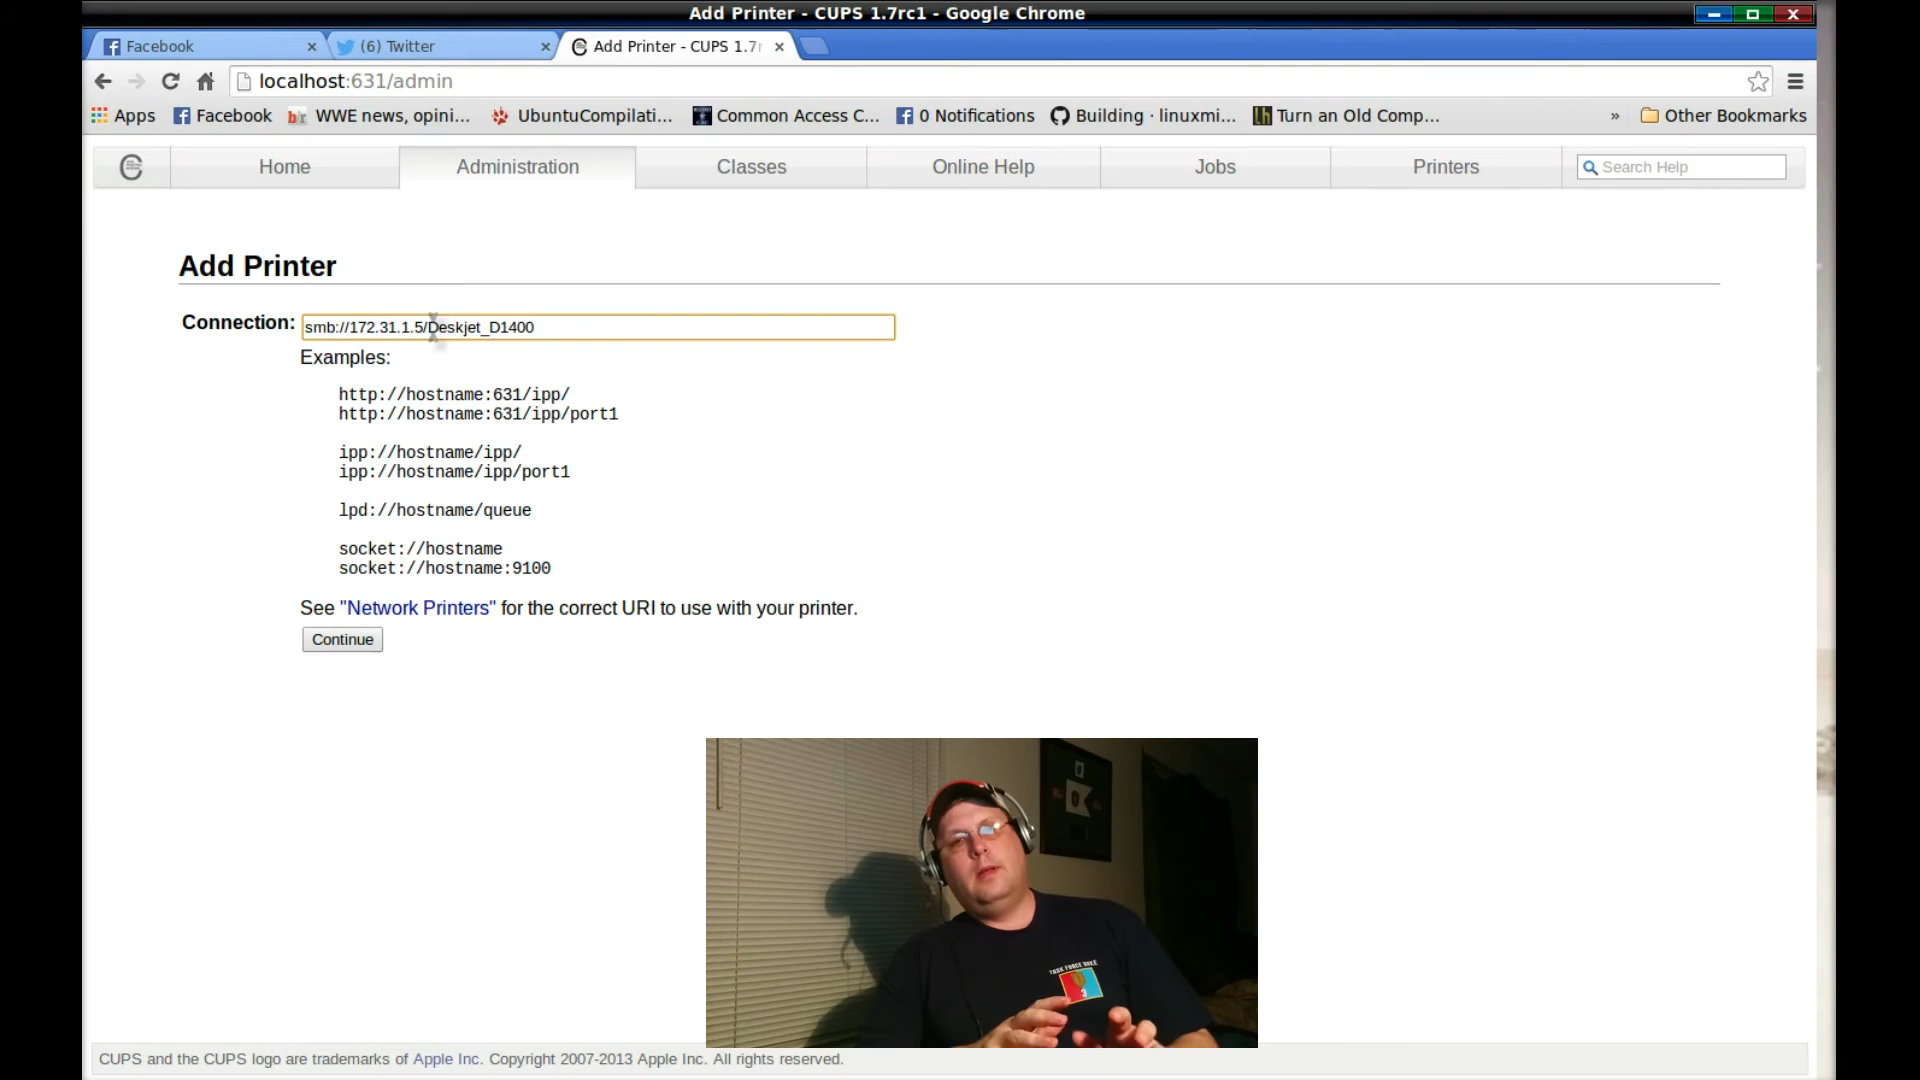 Add Printer - CUPS 1.7rc1 - Google Chrome
Facebook
(6) Twitter
Add Printer - CUPS 1.7r
localhost:631/admin
Apps
Facebook
WWE news, opini...
UbuntuCompilati...
Common Access C...
0 Notifications
Building · linuxmi...
Turn an Old Comp...
»
Other Bookmarks
Home
Administration
Classes
Online Help
Jobs
Printers
Search Help
Add Printer
Connection: smb://172.31.1.5/Deskjet_D1400
Examples:
http://hostname:631/ipp/
http://hostname:631/ipp/port1
ipp://hostname/ipp/
ipp://hostname/ipp/port1
lpd://hostname/queue
socket://hostname
socket://hostname:9100
See "Network Printers" for the correct URI to use with your printer.
Continue
TASK FORCE DUKE
3
CUPS and the CUPS logo are trademarks of Apple Inc. Copyright 2007-2013 Apple Inc. All rights reserved.